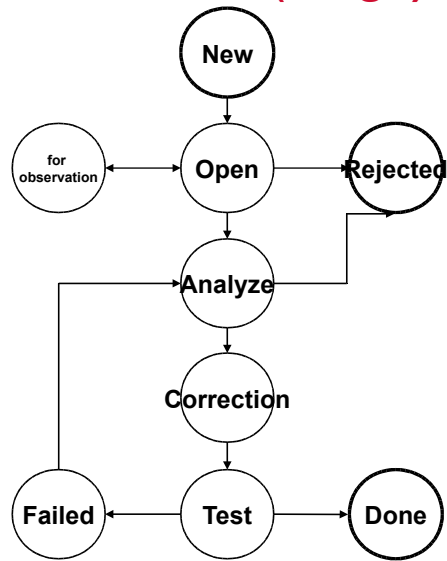 New
for
observation
Open
Rejected
Analyze
Correction
Failed
Test
Done